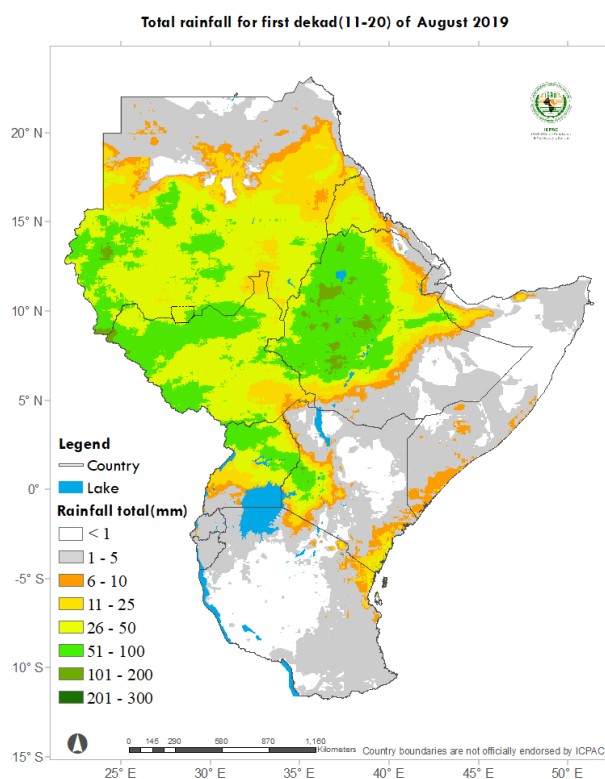 Total rainfall for first dekad(11-20) of August 2019
ICPAC
20° N
15° N
10° N
5° N
0°
5° S
10° S
15° S
Legend
Country
Lake
Rainfall total(mm)
< 1
1 - 5
6 - 10
11 - 25
26 - 50
51 - 100
101 - 200
201 - 300
0 145 290 580 870 1,160
Kilometers
Country boundaries are not officially endorsed by ICPAC
25° E 30° E 35° E 40° E 45° E 50° E